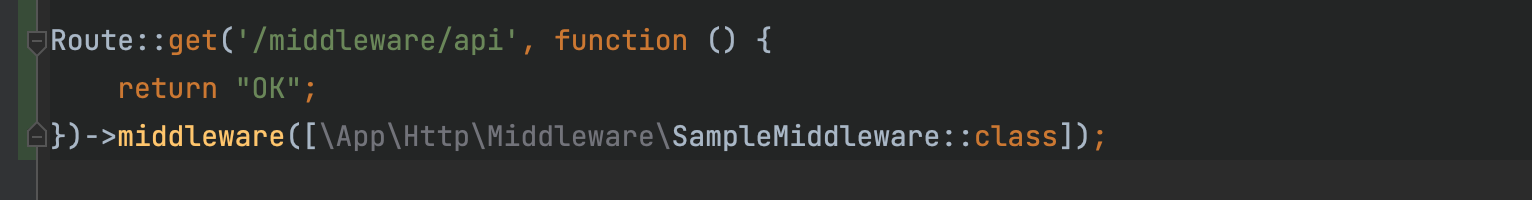 Route::get('/middleware/api', function () {
    return "OK";
})->middleware([\App\Http\Middleware\SampleMiddleware::class]);